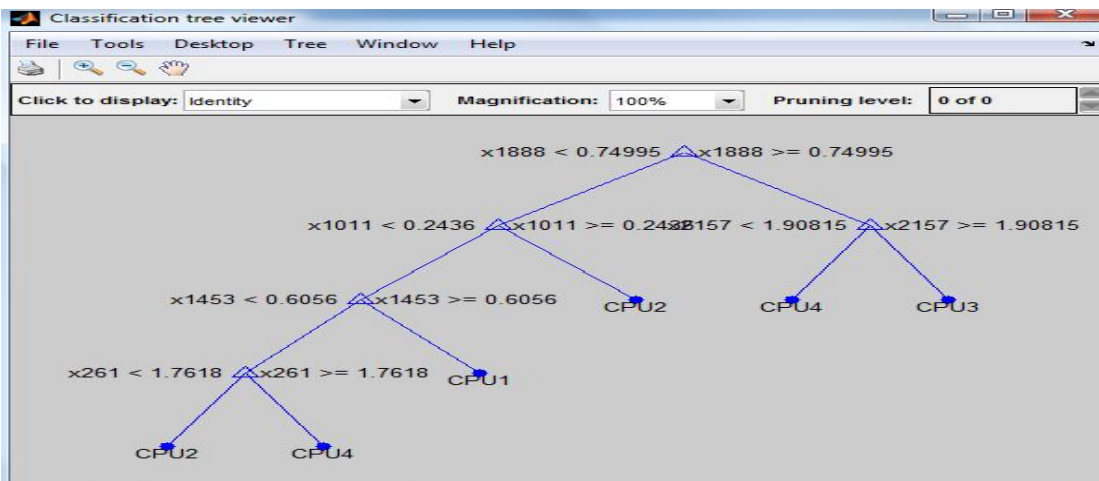 Classification tree viewer
File Tools Desktop Tree Window Help
Click to display: Identity Magnification: 100% Pruning level: 0 of 0
x1888 < 0.74995 x1888 >= 0.74995
x1011 < 0.2436 x1011 >= 0.2436 x2157 < 1.90815 x2157 >= 1.90815
x1453 < 0.6056 x1453 >= 0.6056 CPU2 CPU4 CPU3
x261 < 1.7618 x261 >= 1.7618 CPU1
CPU2 CPU4